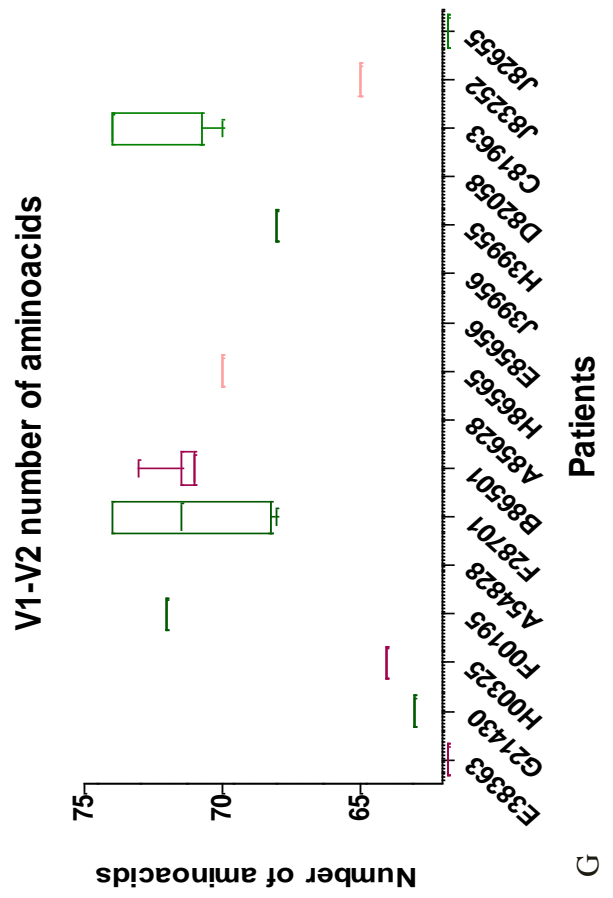 V1-V2 number of aminoacids
Number of aminoacids
75
70
65
E38363
G21430
H00325
F00195
A54828
F28701
B86501
A85628
H86565
E85656
J39956
H39955
D82058
C81963
J83252
J82655
Patients
G